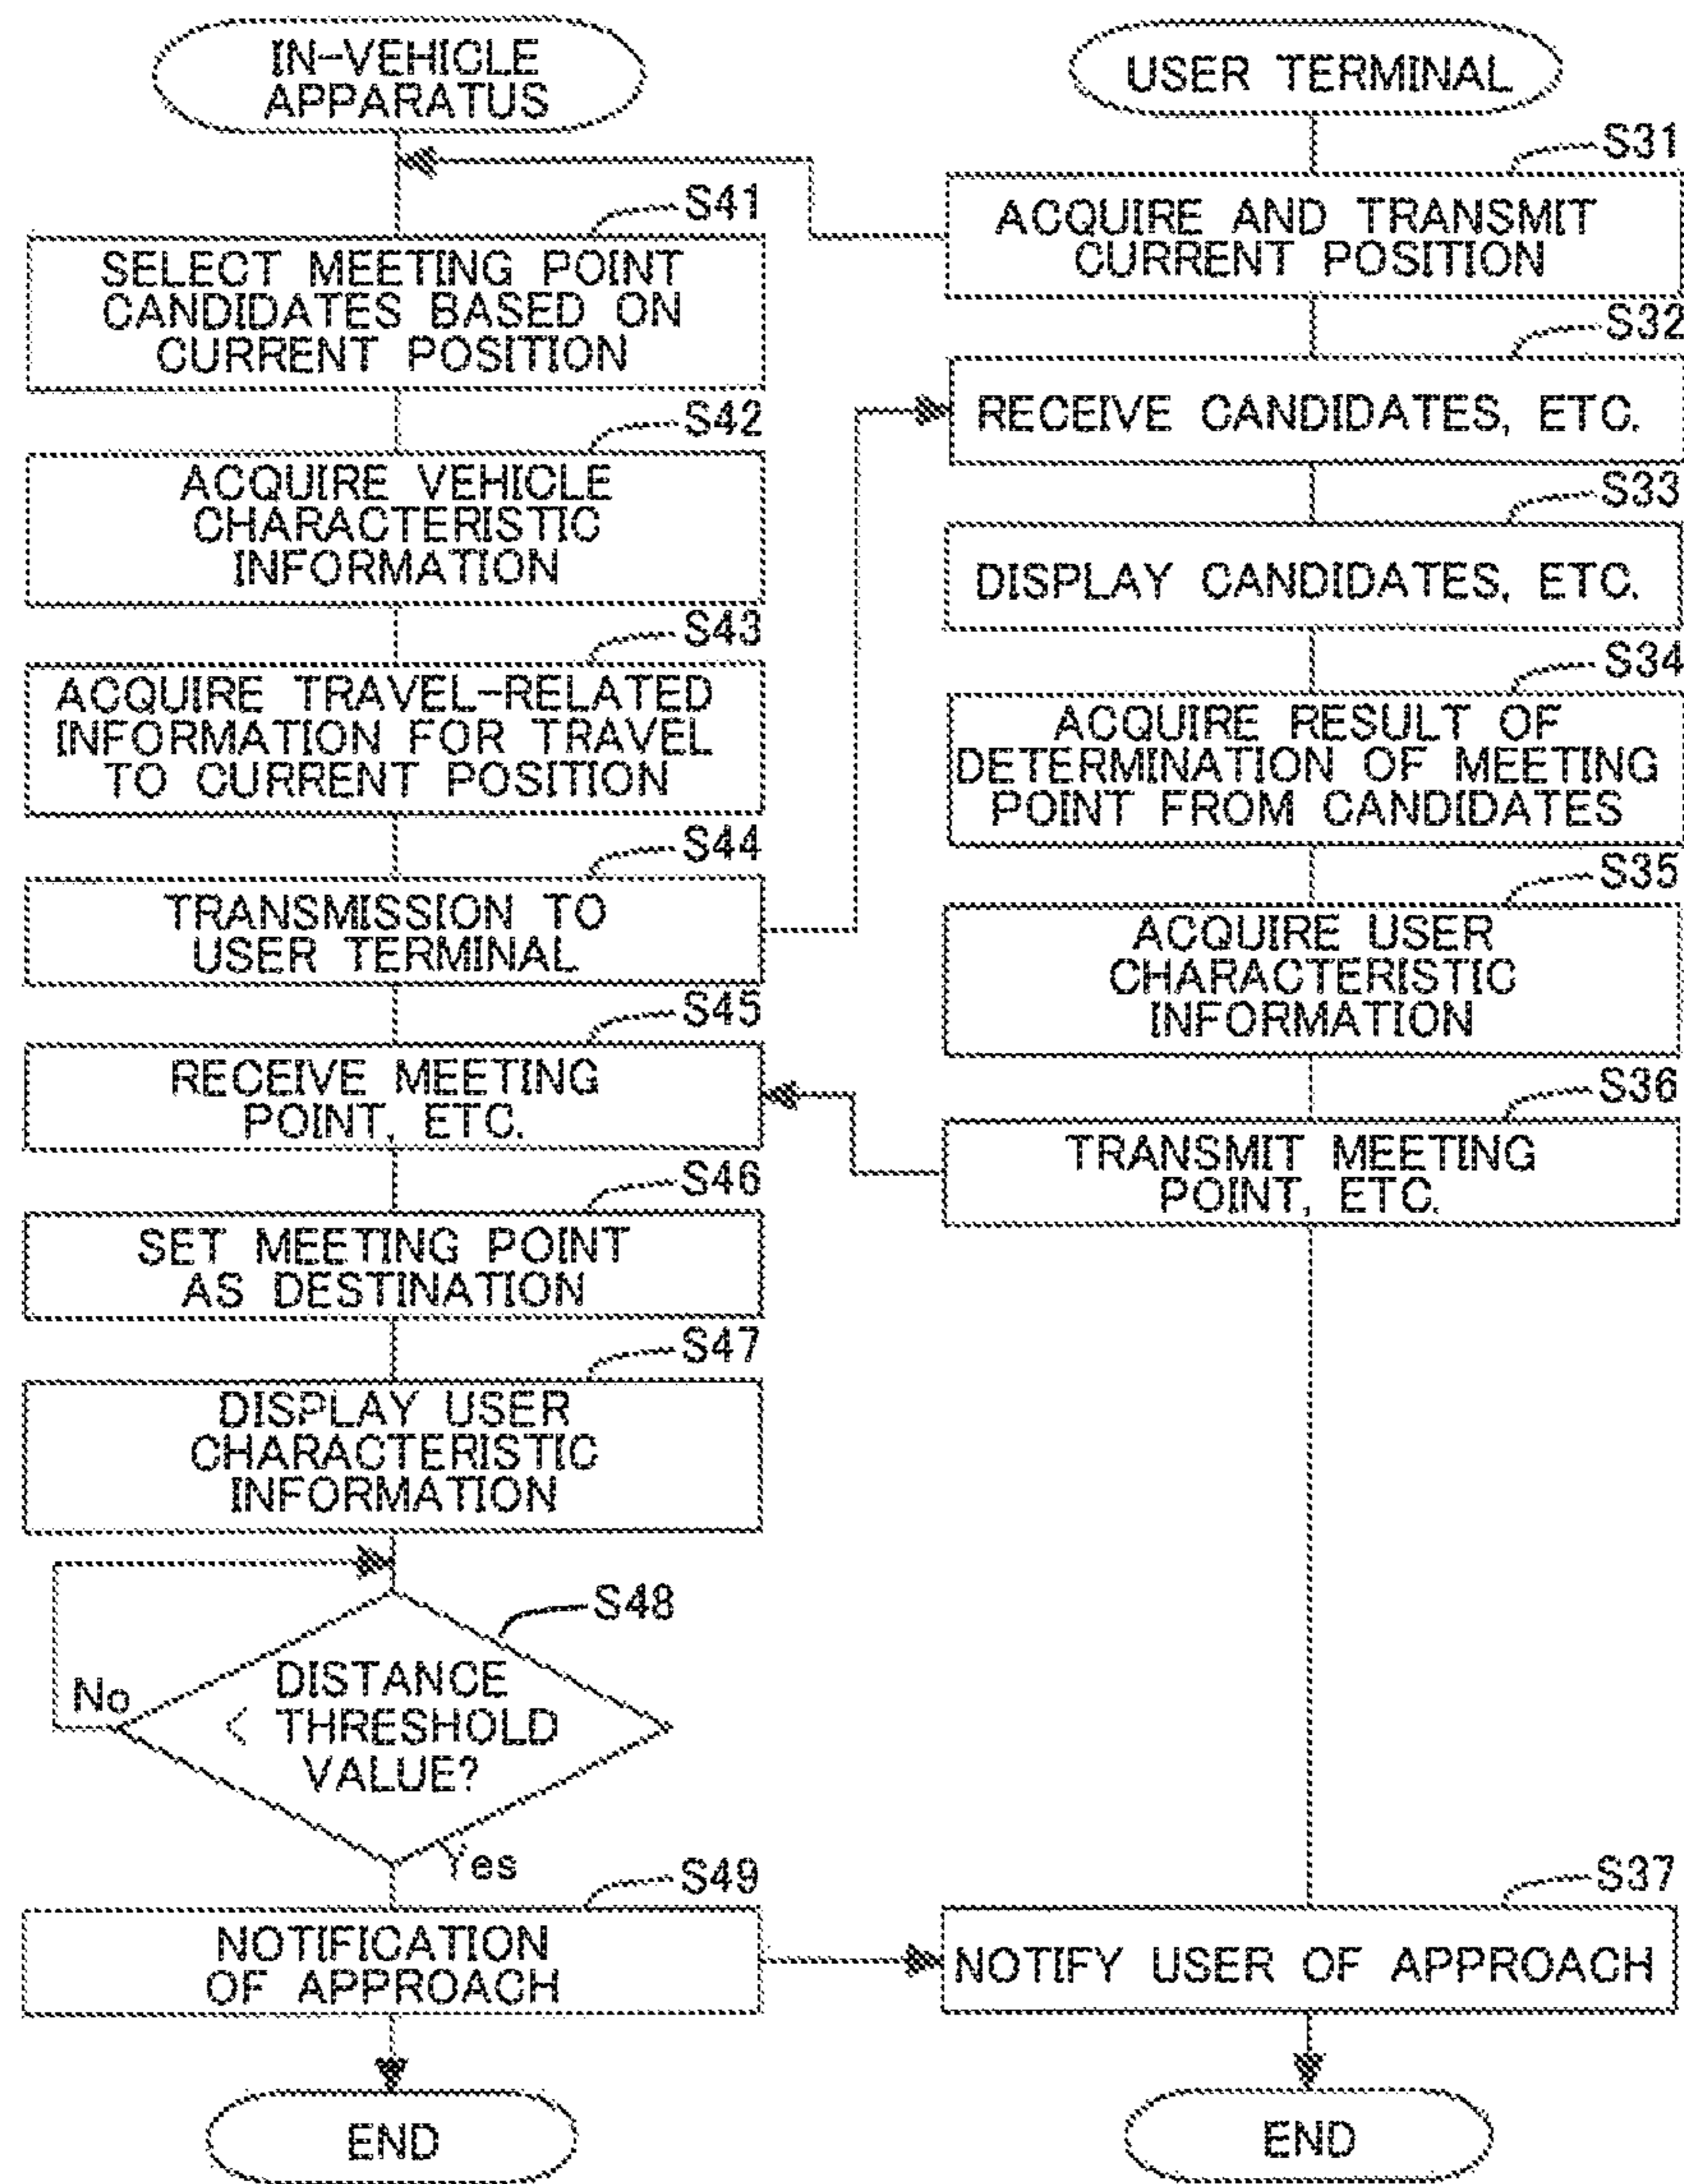 IN-VEHICLE
APPARATUS
S41
SELECT MEETING POINT
CANDIDATES BASED ON
CURRENT POSITION
S42
ACQUIRE VEHICLE
CHARACTERISTIC
INFORMATION
S43
ACQUIRE TRAVEL-RELATED
INFORMATION FOR TRAVEL
TO CURRENT POSITION
S44
TRANSMISSION TO
USER TERMINAL
S45
RECEIVE MEETING
POINT, ETC.
S46
SET MEETING POINT
AS DESTINATION
S47
DISPLAY USER
CHARACTERISTIC
INFORMATION
S48
DISTANCE
< THRESHOLD
VALUE?
No
Yes
S49
NOTIFICATION
OF APPROACH
END
USER TERMINAL
S31
ACQUIRE AND TRANSMIT
CURRENT POSITION
S32
RECEIVE CANDIDATES, ETC.
S33
DISPLAY CANDIDATES, ETC.
S34
ACQUIRE RESULT OF
DETERMINATION OF MEETING
POINT FROM CANDIDATES
S35
ACQUIRE USER
CHARACTERISTIC
INFORMATION
S36
TRANSMIT MEETING
POINT, ETC.
S37
NOTIFY USER OF APPROACH
END